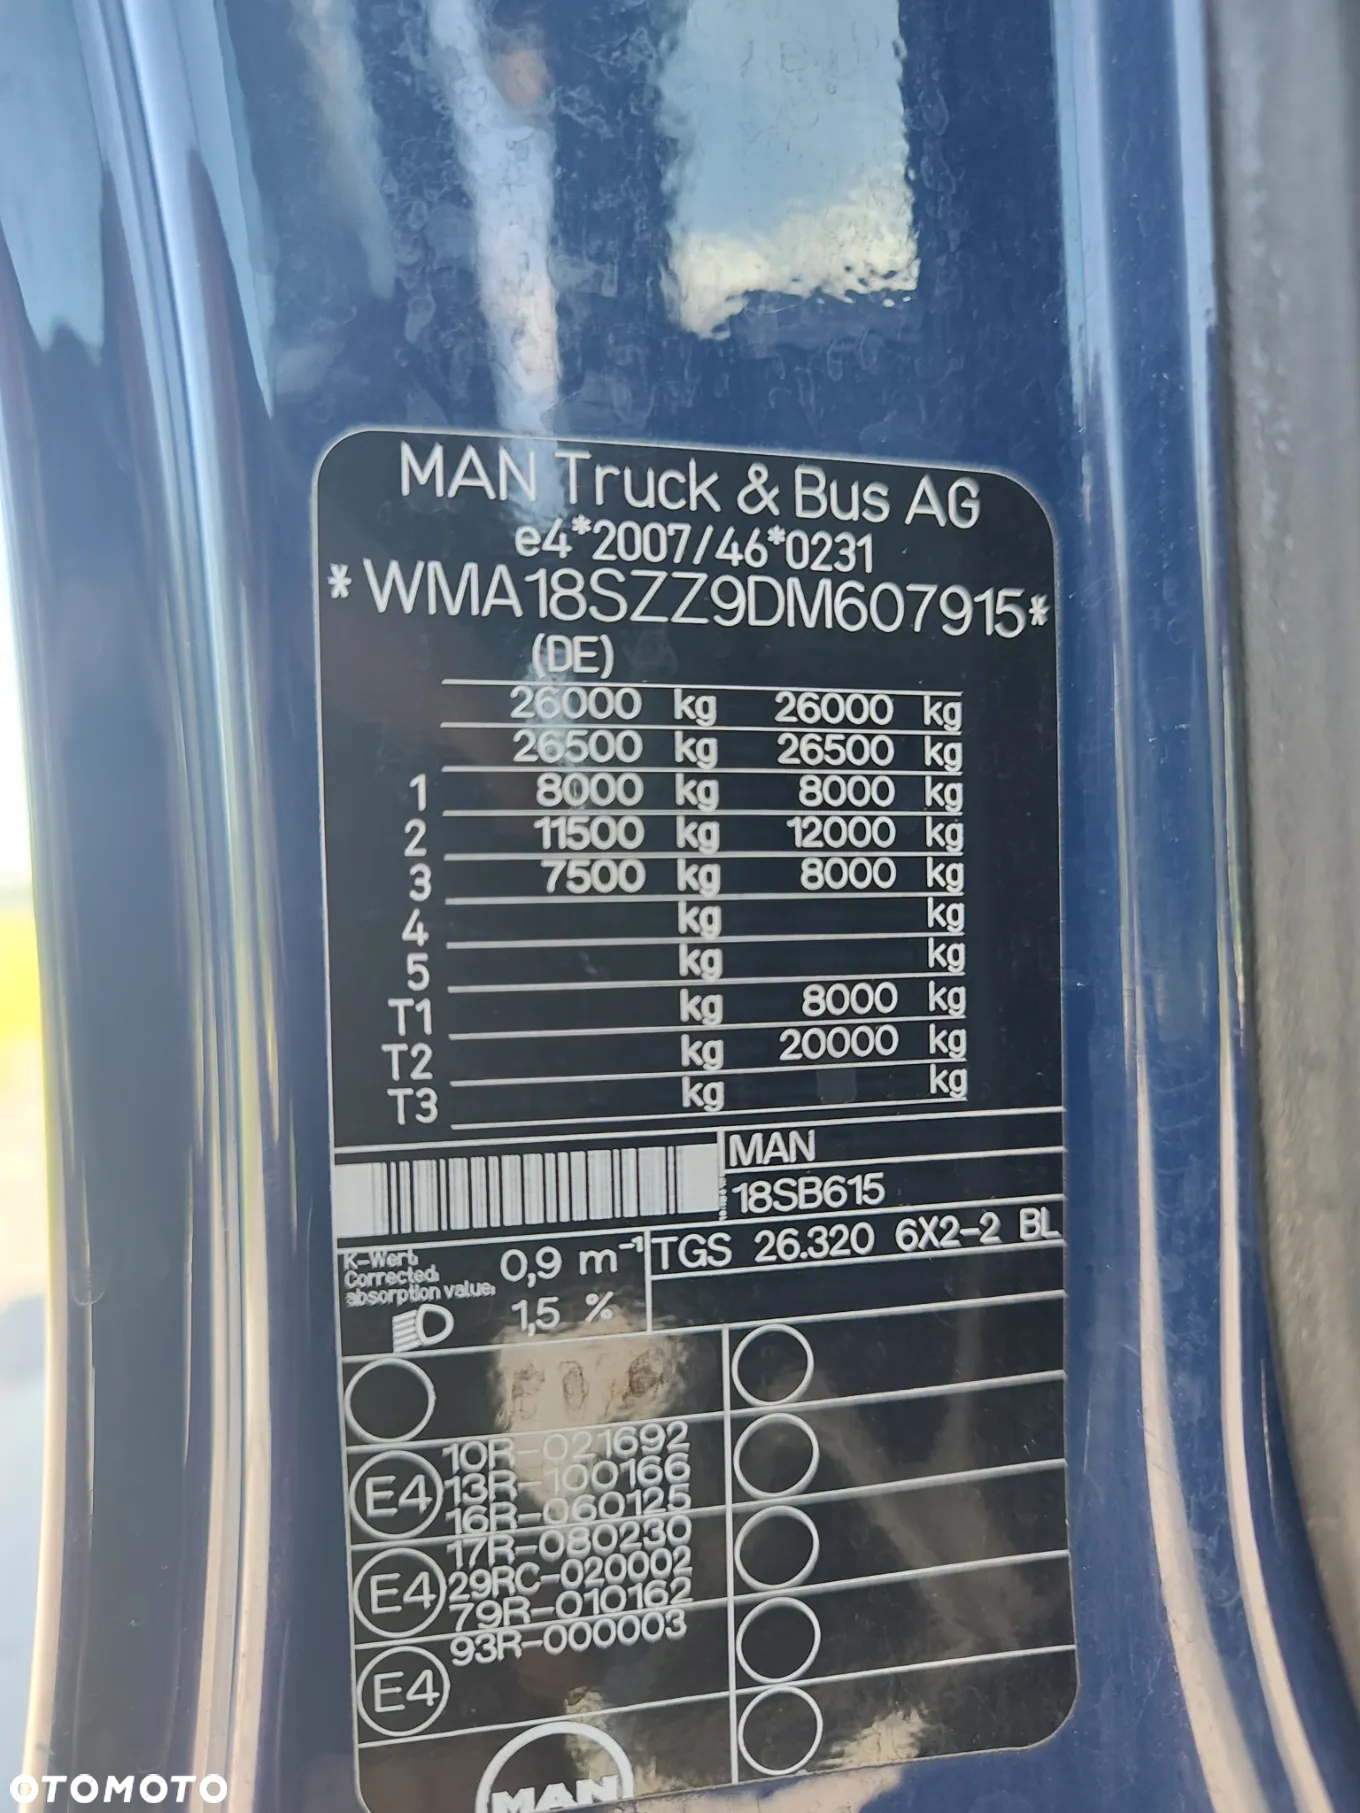 MAN Truck & Bus AG
e4*2007/46*0231
*WMA18SZZ9DM607915*
(DE)
26000 kg 26000 kg
26500 kg 26500 kg
1 8000 kg 8000 kg
2 11500 kg 12000 kg
3 7500 kg 8000 kg
4 kg kg
5 kg kg
T1 kg 8000 kg
T2 kg 20000 kg
T3 kg kg
MAN
18SB615
K-Wert,
Corrected,
absorption value,
0,9 m⁻¹
1,5 %
TGS 26.320 6X2-2 BL
10R-021692
E4 13R-100166
16R-060125
17R-080230
E4 29RC-020002
79R-010162
93R-000003
E4
MAN
OTOMOTO